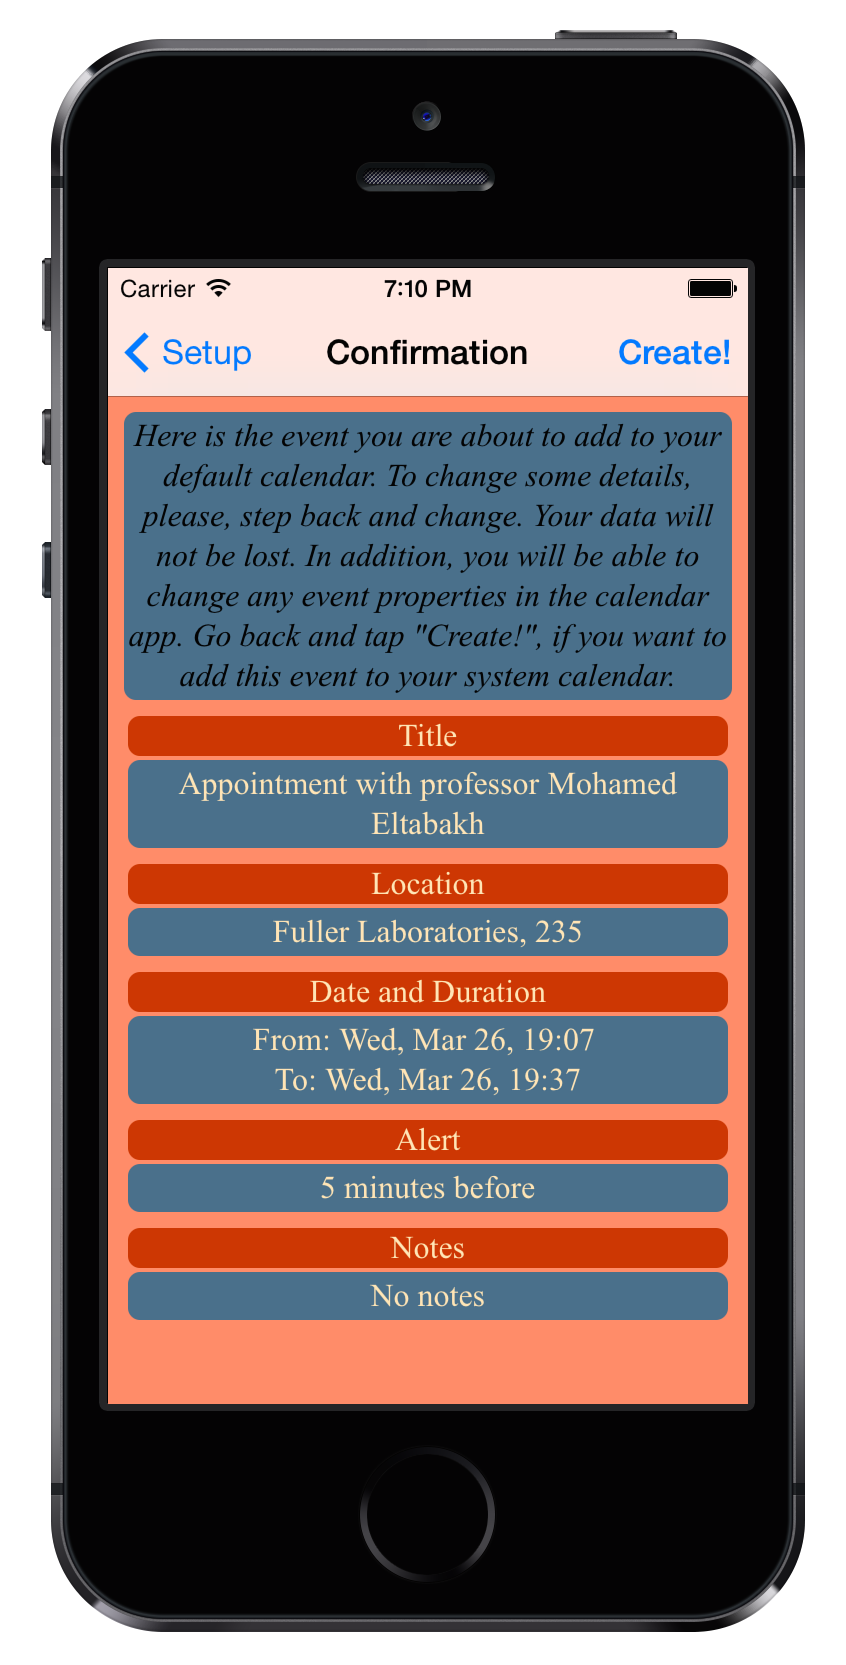 Carrier 7:10 PM
Setup Confirmation Create!
Here is the event you are about to add to your
default calendar. To change some details,
please, step back and change. Your data will
not be lost. In addition, you will be able to
change any event properties in the calendar
app. Go back and tap "Create!", if you want to
add this event to your system calendar.
Title
Appointment with professor Mohamed
Eltabakh
Location
Fuller Laboratories, 235
Date and Duration
From: Wed, Mar 26, 19:07
To: Wed, Mar 26, 19:37
Alert
5 minutes before
Notes
No notes